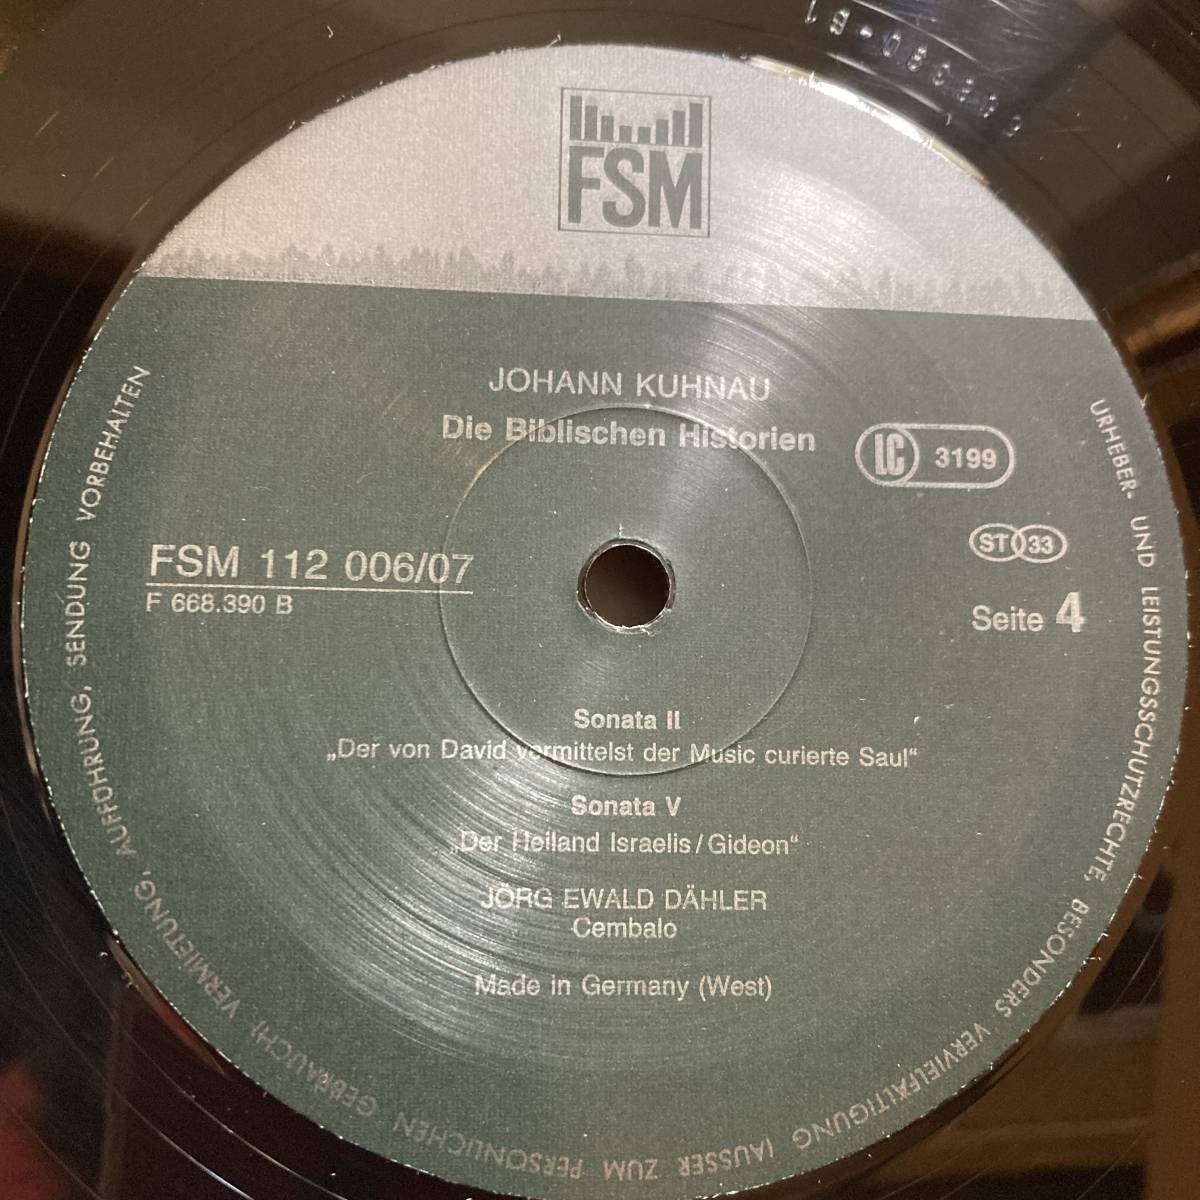 FSM
JOHANN KUHNAU
Die Biblischen Historien
LC 3199
FSM 112 006/07
F 668.390 B
ST 33
Seite 4
Sonata II
„Der von David vermittelst der Music curierte Saul“
Sonata V
„Der Heiland Israelis/Gideon“
JÖRG EWALD DÄHLER
Cembalo
Made in Germany (West)
URHEBER- UND LEISTUNGSSCHUTZRECHTE, BESONDERS VERVIELFÄLTIGUNG (AUSSER ZUM PERSÖNLICHEN GEBRAUCH), VERMIETUNG, AUFFÜHRUNG, SENDUNG VORBEHALTEN